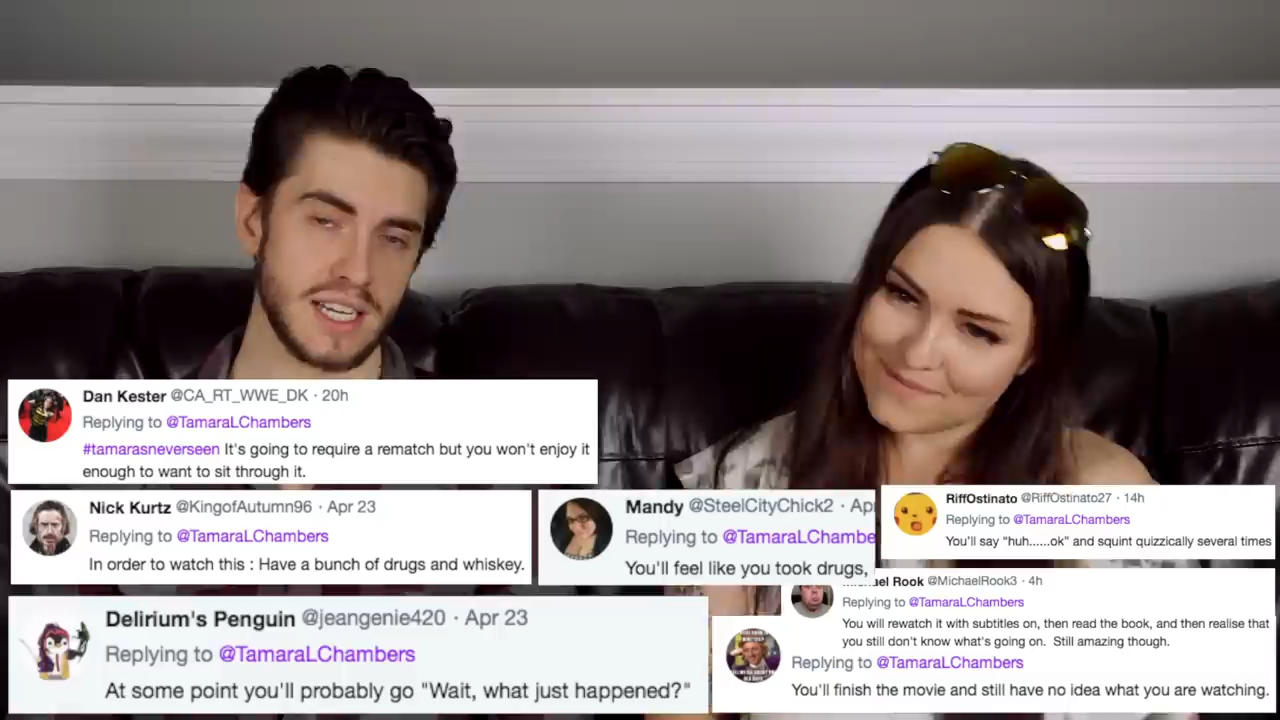 Dan Kester @CA_RT_WWE_DK · 20h
Replying to @TamaraLChambers
#tamarasneverseen It's going to require a rematch but you won't enjoy it
enough to want to sit through it.
Nick Kurtz @KingofAutumn96 · Apr 23
Replying to @TamaraLChambers
In order to watch this : Have a bunch of drugs and whiskey.
Mandy @SteelCityChick2 · Apr
Replying to @TamaraLChambe
You'll feel like you took drugs,
RiffOstinato @RiffOstinato27 · 14h
Replying to @TamaraLChambers
You'll say "huh......ok" and squint quizzically several times
Delirium's Penguin @jeangenie420 · Apr 23
Replying to @TamaraLChambers
At some point you'll probably go "Wait, what just happened?"
Michael Rook @MichaelRook3 · 4h
Replying to @TamaraLChambers
You will rewatch it with subtitles on, then read the book, and then realise that
you still don't know what's going on. Still amazing though.
Replying to @TamaraLChambers
You'll finish the movie and still have no idea what you are watching.